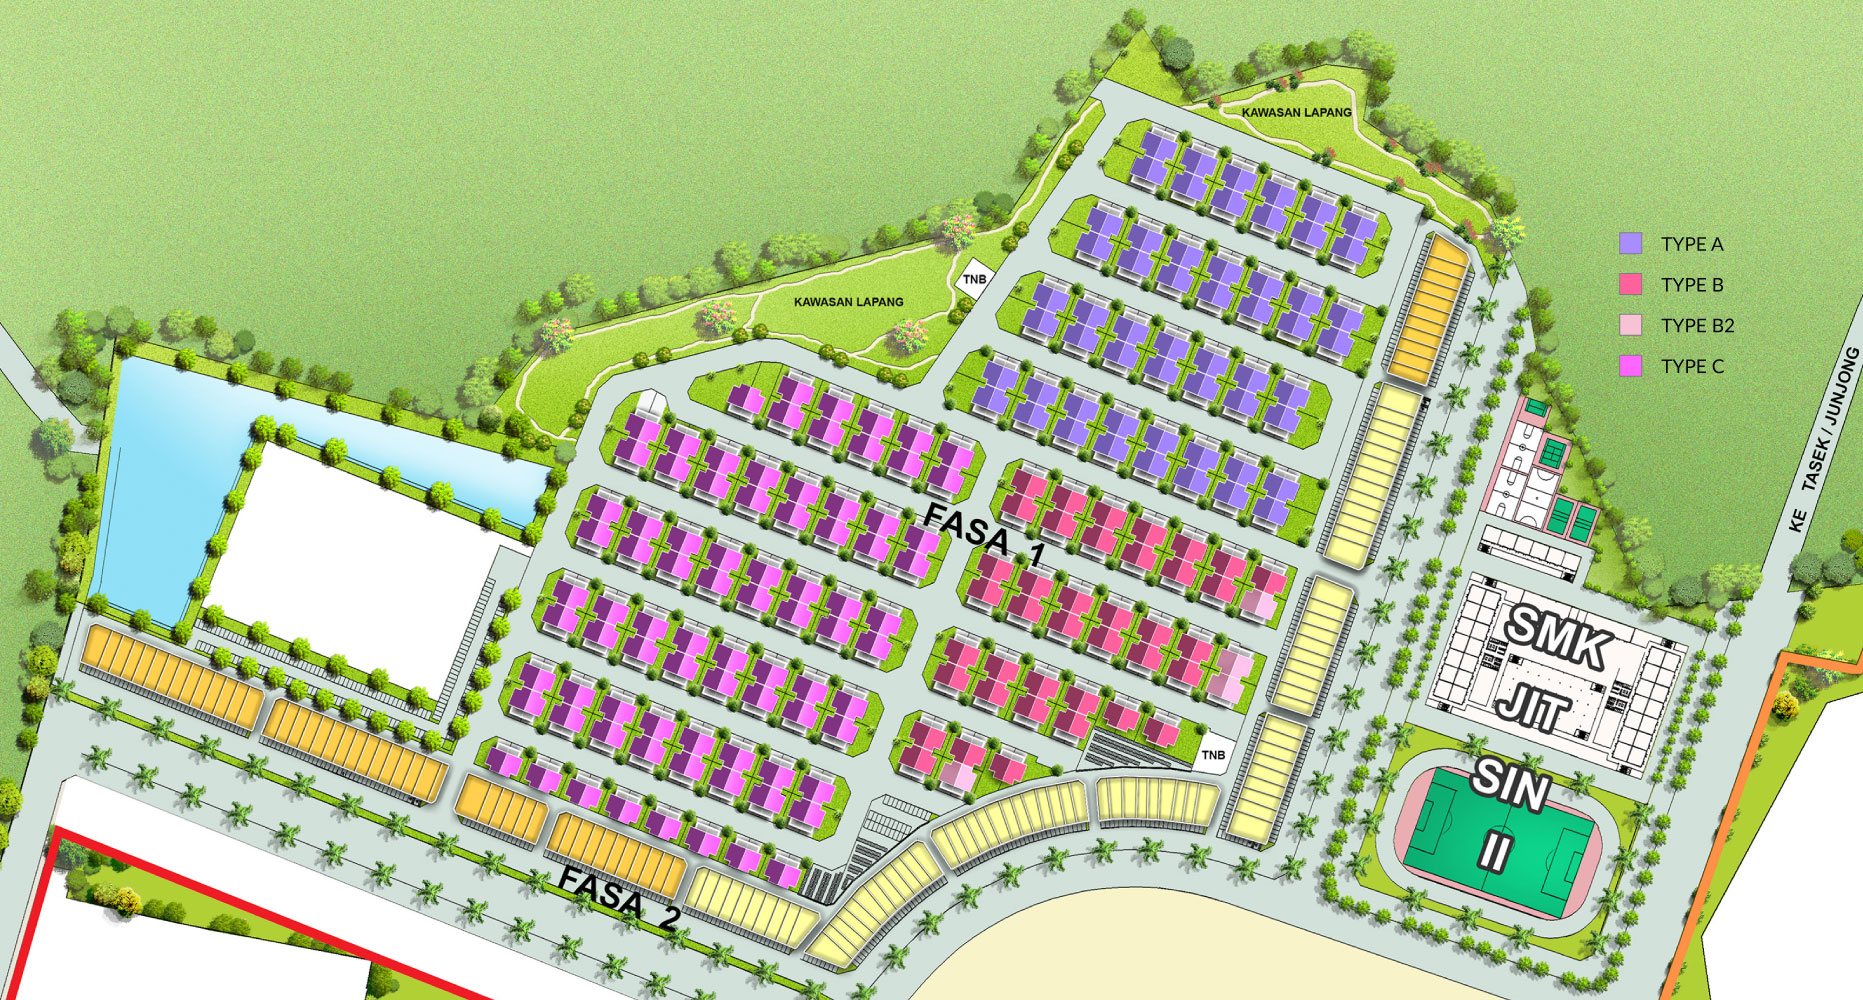 KAWASAN LAPANG
TYPE A
TNB
TYPE B
KAWASAN LAPANG
TYPE B2
TYPE C
KE TASEK / JUNJONG
FASA 1
SMK
JIT
TNB
SIN
II
FASA 2